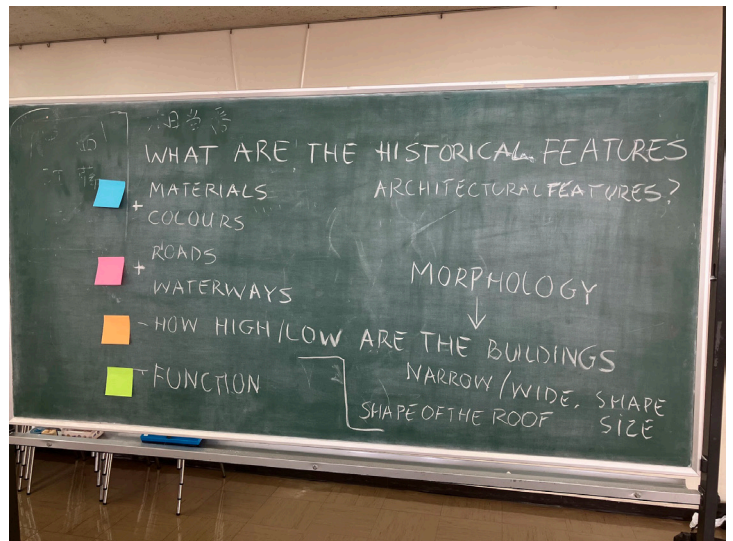 WHAT ARE THE HISTORICAL FEATURES
ARCHITECTURAL FEATURES?
+ MATERIALS
COLOURS
+ ROADS
WATERWAYS
MORPHOLOGY
↓
- HOW HIGH/LOW ARE THE BUILDINGS
NARROW/WIDE, SHAPE
SIZE
SHAPE OF THE ROOF
- FUNCTION